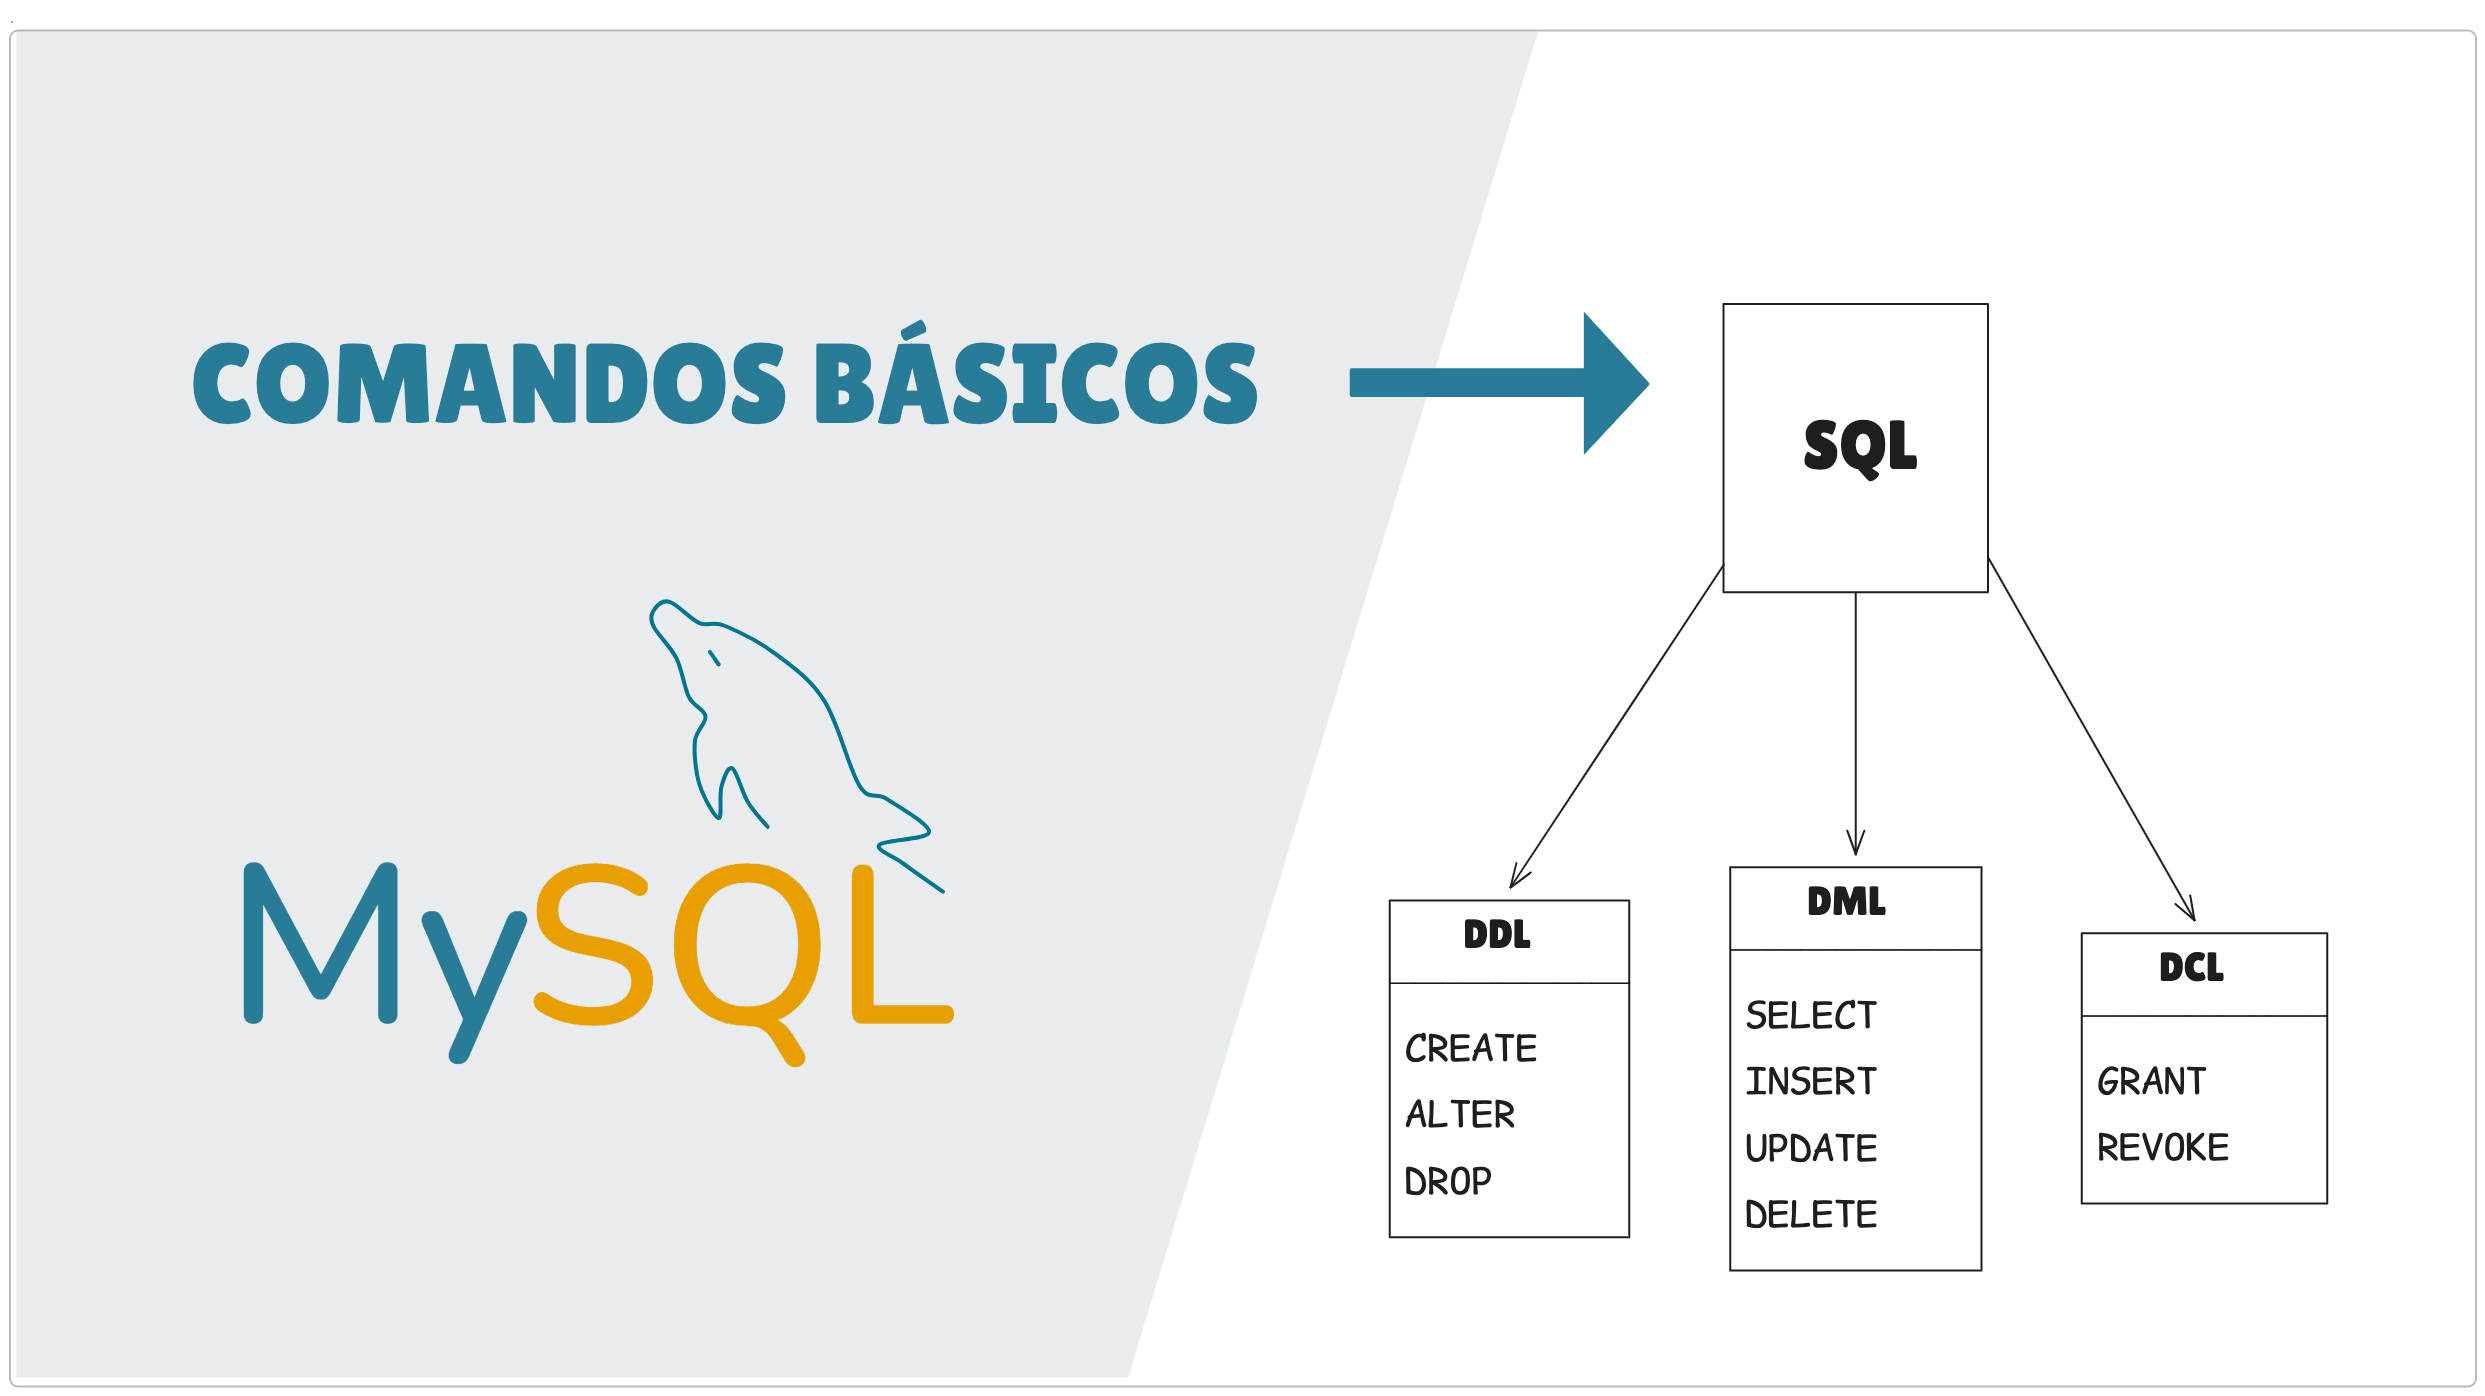 COMANDOS BÁSICOS
MySQL
SQL
DDL
CREATE
ALTER
DROP
DML
SELECT
INSERT
UPDATE
DELETE
DCL
GRANT
REVOKE